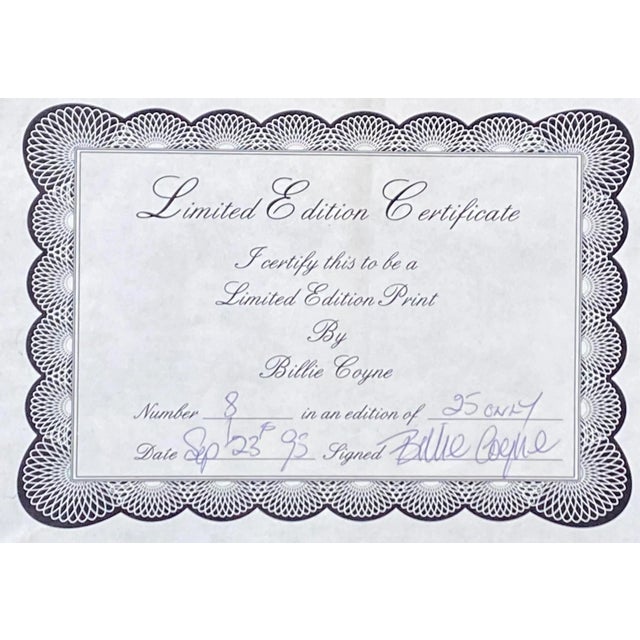 Limited Edition Certificate
I certify this to be a
Limited Edition Print
By
Billie Coyne
Number 8 in an edition of 25 ONLY
Date Sep 23rd 93 Signed Billie Coyne